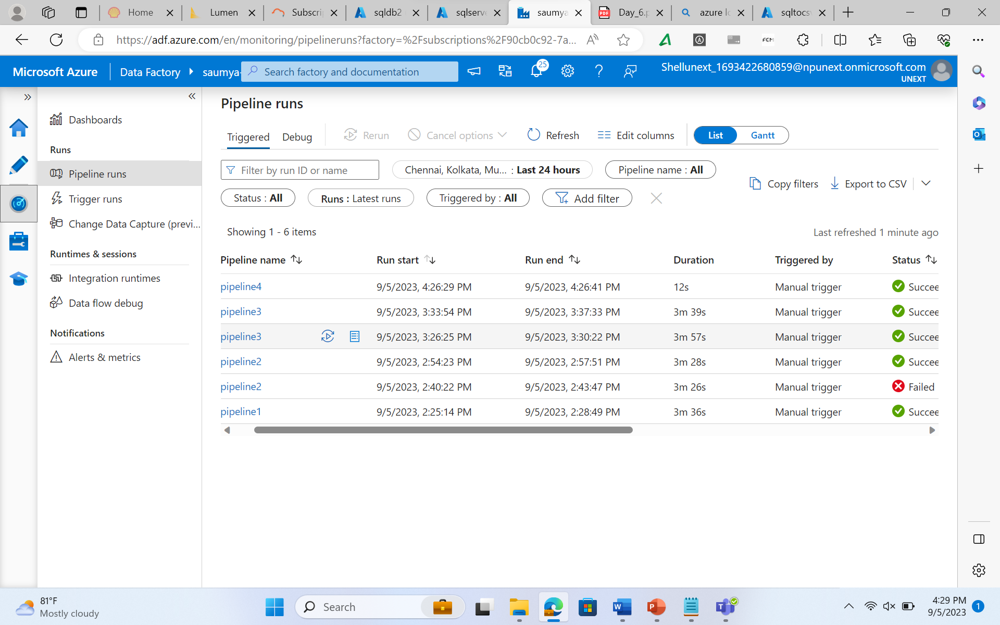 Home
Lumen
Subscri
sqldb2
sqlserve
saumya
Day_6.p
azure lo
sqltocsv
https://adf.azure.com/en/monitoring/pipelineruns?factory=%2Fsubscriptions%2F90cb0c92-7a...
FCM
Microsoft Azure
Data Factory
saumya-
Search factory and documentation
25
Shellunext_1693422680859@npunext.onmicrosoft.com
UNEXT
Dashboards
Runs
Pipeline runs
Trigger runs
Change Data Capture (previ...
Runtimes & sessions
Integration runtimes
Data flow debug
Notifications
Alerts & metrics
Pipeline runs
Triggered Debug Rerun Cancel options Refresh Edit columns List Gantt
Filter by run ID or name Chennai, Kolkata, Mu... : Last 24 hours Pipeline name : All
Status : All Runs : Latest runs Triggered by : All Add filter
Copy filters Export to CSV
Showing 1 - 6 items
Last refreshed 1 minute ago
Pipeline name Run start Run end Duration Triggered by Status
pipeline4 9/5/2023, 4:26:29 PM 9/5/2023, 4:26:41 PM 12s Manual trigger Succee
pipeline3 9/5/2023, 3:33:54 PM 9/5/2023, 3:37:33 PM 3m 39s Manual trigger Succee
pipeline3 9/5/2023, 3:26:25 PM 9/5/2023, 3:30:22 PM 3m 57s Manual trigger Succee
pipeline2 9/5/2023, 2:54:23 PM 9/5/2023, 2:57:51 PM 3m 28s Manual trigger Succee
pipeline2 9/5/2023, 2:40:22 PM 9/5/2023, 2:43:47 PM 3m 26s Manual trigger Failed
pipeline1 9/5/2023, 2:25:14 PM 9/5/2023, 2:28:49 PM 3m 36s Manual trigger Succee
81°F
Mostly cloudy
Search
4:29 PM
9/5/2023
1